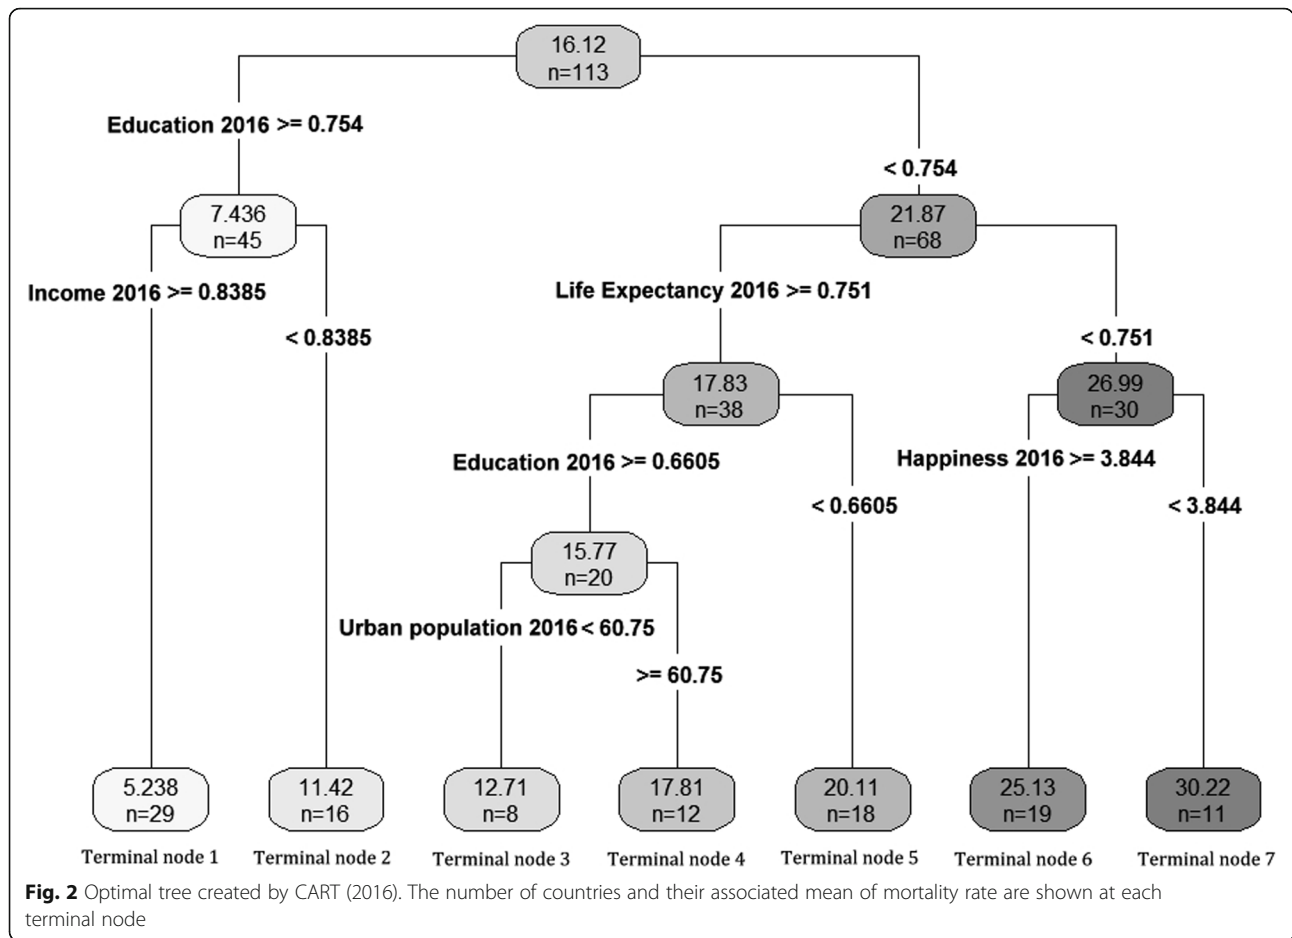 16.12
n=113
Education 2016 >= 0.754
< 0.754
7.436
n=45
21.87
n=68
Income 2016 >= 0.8385
< 0.8385
Life Expectancy 2016 >= 0.751
< 0.751
17.83
n=38
26.99
n=30
Education 2016 >= 0.6605
< 0.6605
Happiness 2016 >= 3.844
< 3.844
15.77
n=20
Urban population 2016 < 60.75
>= 60.75
5.238
n=29
11.42
n=16
12.71
n=8
17.81
n=12
20.11
n=18
25.13
n=19
30.22
n=11
Terminal node 1
Terminal node 2
Terminal node 3
Terminal node 4
Terminal node 5
Terminal node 6
Terminal node 7
Fig. 2 Optimal tree created by CART (2016). The number of countries and their associated mean of mortality rate are shown at each
terminal node